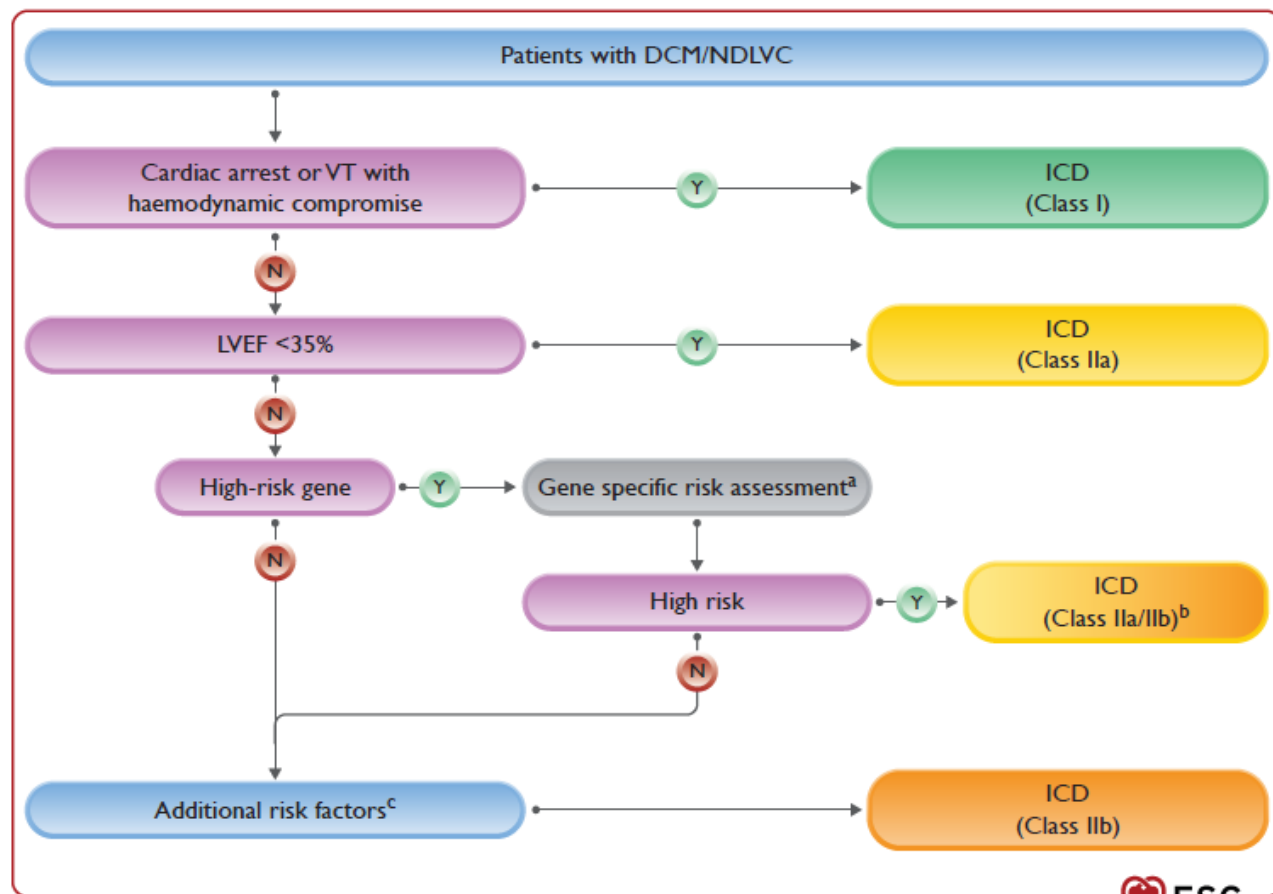 Patients with DCM/NDLVC
Cardiac arrest or VT with
haemodynamic compromise
Y
ICD
(Class I)
N
LVEF <35%
Y
ICD
(Class IIa)
N
High-risk gene
Y
Gene specific risk assessmentᵃ
N
High risk
Y
ICD
(Class IIa/IIb)ᵇ
N
Additional risk factorsᶜ
ICD
(Class IIb)